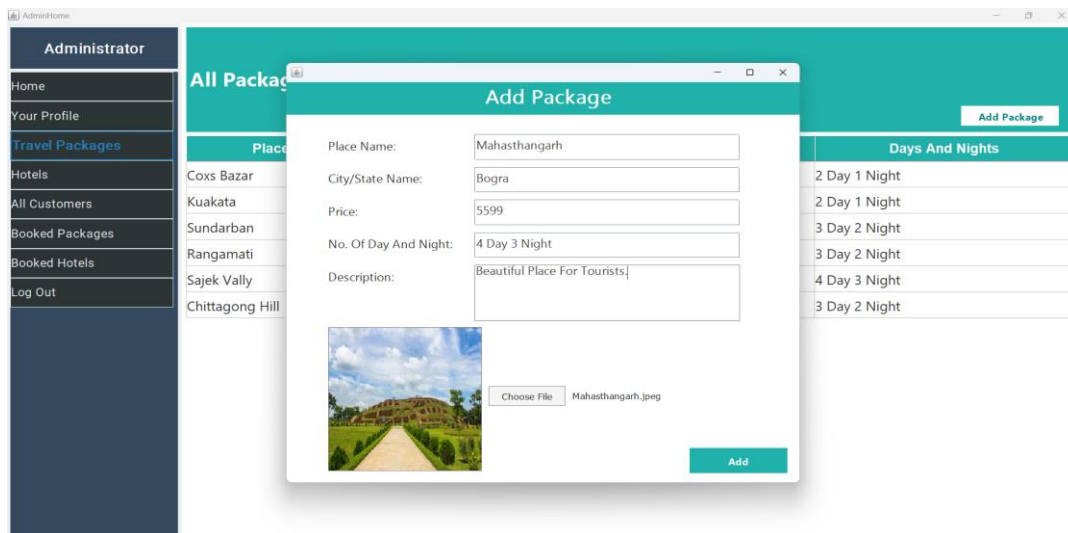 AdminHome
Administrator
Home
Your Profile
Travel Packages
Hotels
All Customers
Booked Packages
Booked Hotels
Log Out
All Packag
Add Package
Place
Days And Nights
Coxs Bazar
2 Day 1 Night
Kuakata
2 Day 1 Night
Sundarban
3 Day 2 Night
Rangamati
3 Day 2 Night
Sajek Vally
4 Day 3 Night
Chittagong Hill
3 Day 2 Night
Add Package
Place Name:
Mahasthangarh
City/State Name:
Bogra
Price:
5599
No. Of Day And Night:
4 Day 3 Night
Description:
Beautiful Place For Tourists.
Choose File
Mahasthangarh.jpeg
Add